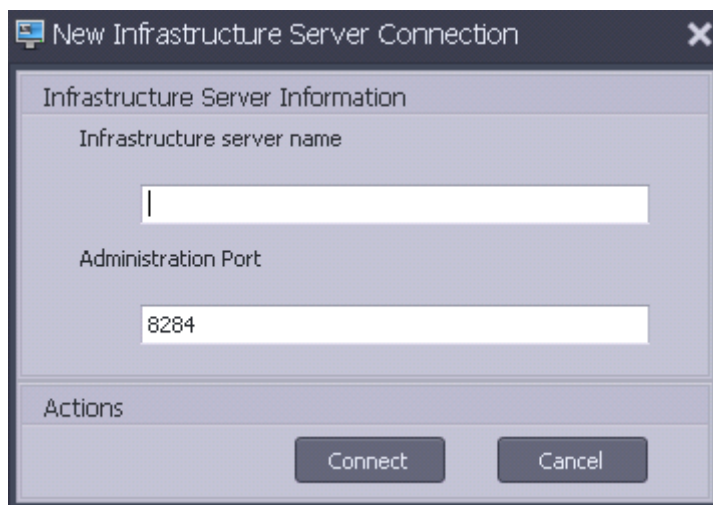 New Infrastructure Server Connection
Infrastructure Server Information
Infrastructure server name
Administration Port
8284
Actions
Connect Cancel